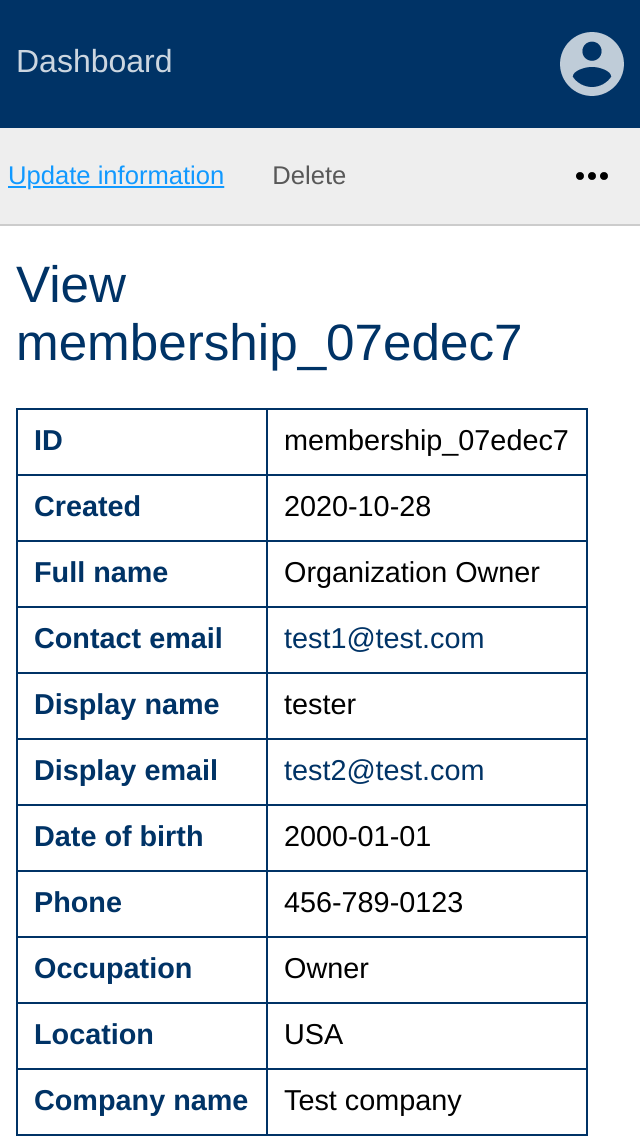 Dashboard
Update information Delete
View
membership_07edec7
ID membership_07edec7
Created 2020-10-28
Full name Organization Owner
Contact email test1@test.com
Display name tester
Display email test2@test.com
Date of birth 2000-01-01
Phone 456-789-0123
Occupation Owner
Location USA
Company name Test company